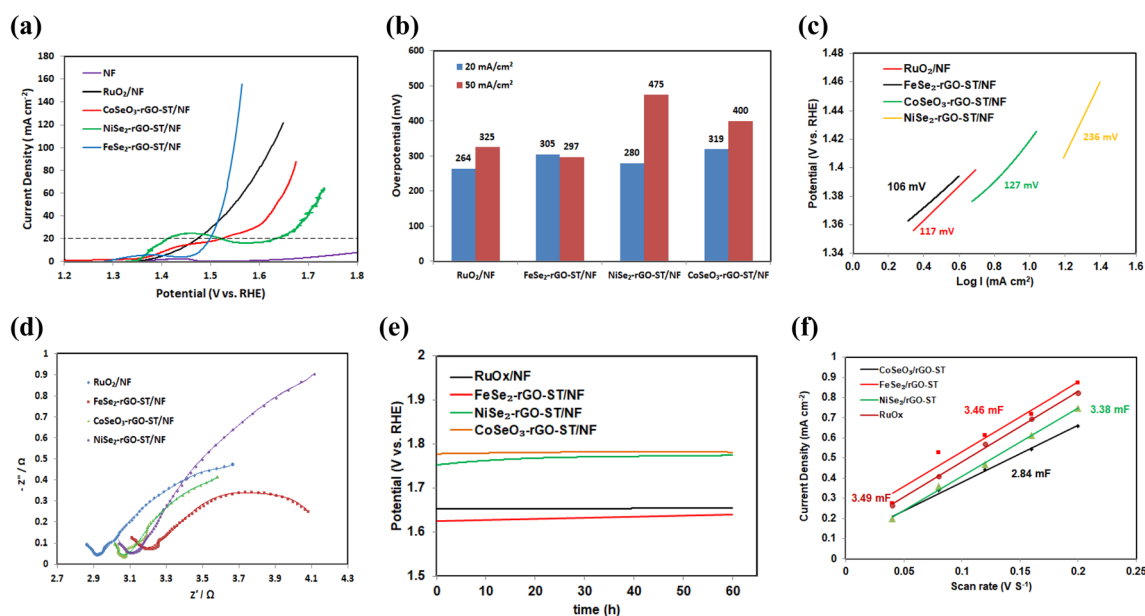 (a)
Current Density (mA cm⁻²)
180
160
140
120
100
80
60
40
20
0
NF
RuO₂/NF
CoSeO₃-rGO-ST/NF
NiSe₂-rGO-ST/NF
FeSe₂-rGO-ST/NF
1.2 1.3 1.4 1.5 1.6 1.7 1.8
Potential (V vs. RHE)
(b)
Overpotential (mV)
600
500
400
300
200
100
0
20 mA/cm²
50 mA/cm²
264 325 305 297 280 475 319 400
RuO₂/NF FeSe₂-rGO-ST/NF NiSe₂-rGO-ST/NF CoSeO₃-rGO-ST/NF
(c)
Potential (V vs. RHE)
1.48
1.46
1.44
1.42
1.4
1.38
1.36
1.34
RuO₂/NF
FeSe₂-rGO-ST/NF
CoSeO₃-rGO-ST/NF
NiSe₂-rGO-ST/NF
236 mV
106 mV
127 mV
117 mV
0.0 0.2 0.4 0.6 0.8 1.0 1.2 1.4 1.6
Log I (mA cm²)
(d)
- z'' / Ω
1
0.9
0.8
0.7
0.6
0.5
0.4
0.3
0.2
0.1
0
RuO₂/NF
FeSe₂-rGO-ST/NF
CoSeO₃-rGO-ST/NF
NiSe₂-rGO-ST/NF
2.7 2.9 3.1 3.3 3.5 3.7 3.9 4.1 4.3
z' / Ω
(e)
Potential (V vs. RHE)
2
1.9
1.8
1.7
1.6
1.5
RuOx/NF
FeSe₂-rGO-ST/NF
NiSe₂-rGO-ST/NF
CoSeO₃-rGO-ST/NF
0 10 20 30 40 50 60
time (h)
(f)
Current Density (mA cm⁻²)
1
0.9
0.8
0.7
0.6
0.5
0.4
0.3
0.2
0.1
0
CoSeO₃/rGO-ST
FeSe₂/rGO-ST
NiSe₂/rGO-ST
RuOx
3.46 mF
3.38 mF
2.84 mF
3.49 mF
0 0.05 0.1 0.15 0.2 0.25
Scan rate (V S⁻¹)